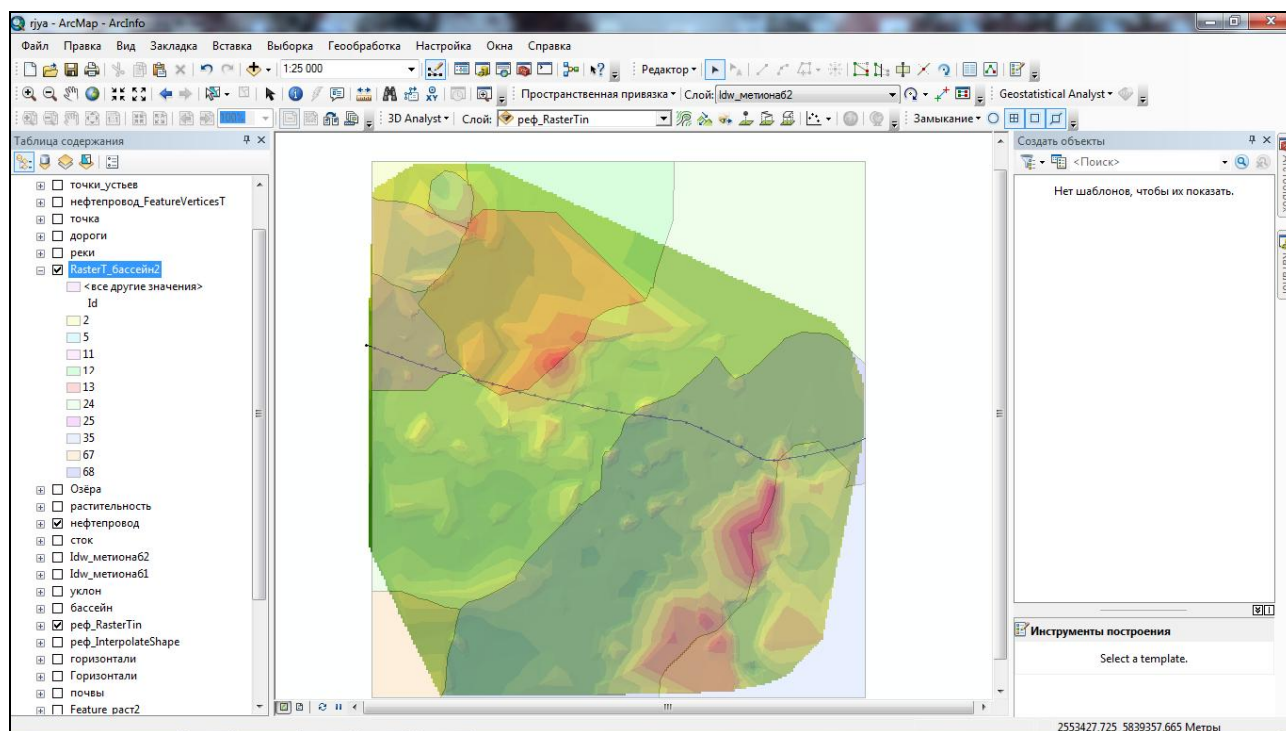 rjya - ArcMap - ArcInfo
Файл Правка Вид Закладка Вставка Выборка Геообработка Настройка Окна Справка
1:25 000
Редактор
Пространственная привязка Слой: Idw_метиона62
Geostatistical Analyst
100%
3D Analyst Слой: реф_RasterTin
Замыкание
Таблица содержания
точки_устьев
нефтепровод_FeatureVerticesT
точка
дороги
реки
RasterT_бассейн2
<все другие значения>
Id
2
5
11
12
13
24
25
35
67
68
Озёра
растительность
нефтепровод
сток
Idw_метиона62
Idw_метиона61
уклон
бассейн
реф_RasterTin
реф_InterpolateShape
горизонтали
Горизонтали
почвы
Feature_раст2
Создать объекты
<Поиск>
Нет шаблонов, чтобы их показать.
Инструменты построения
Select a template.
2553427,725 5839357,665 Метры